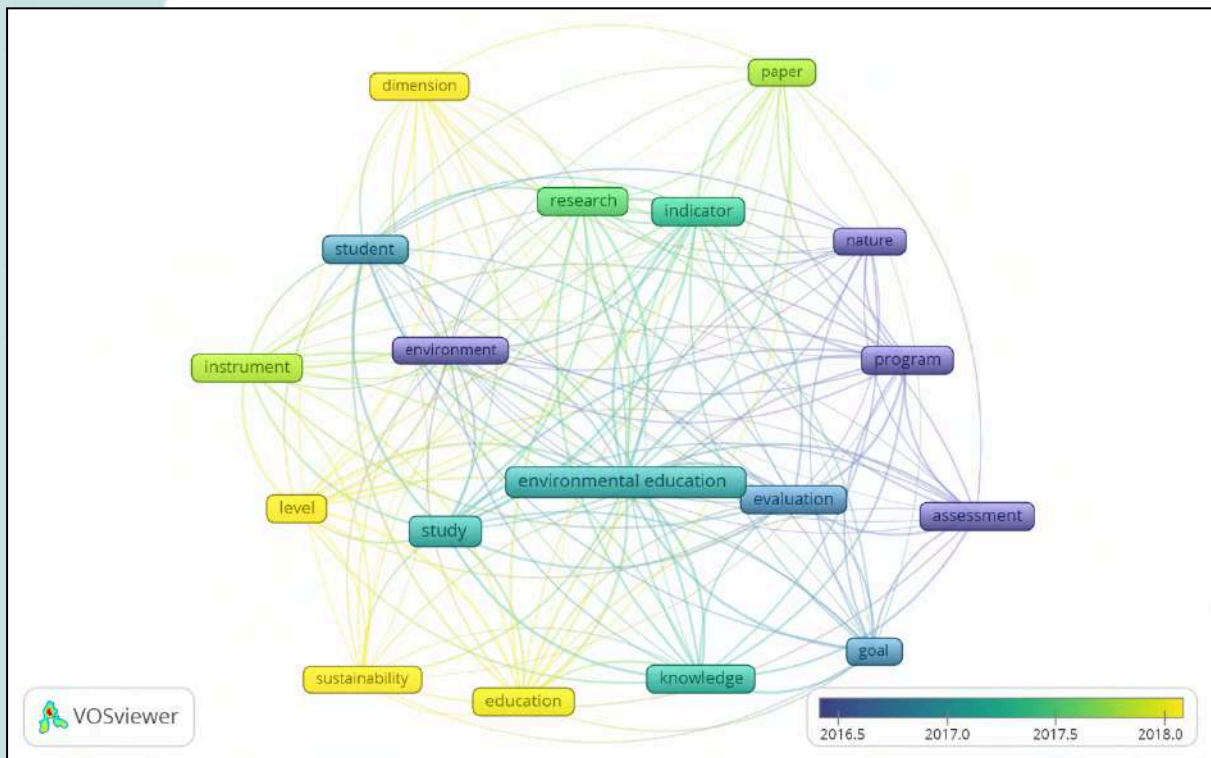 paper
dimension
research
indicator
nature
student
environment
program
instrument
environmental education
evaluation
level
assessment
study
goal
sustainability
knowledge
education
VOSviewer
2016.5 2017.0 2017.5 2018.0